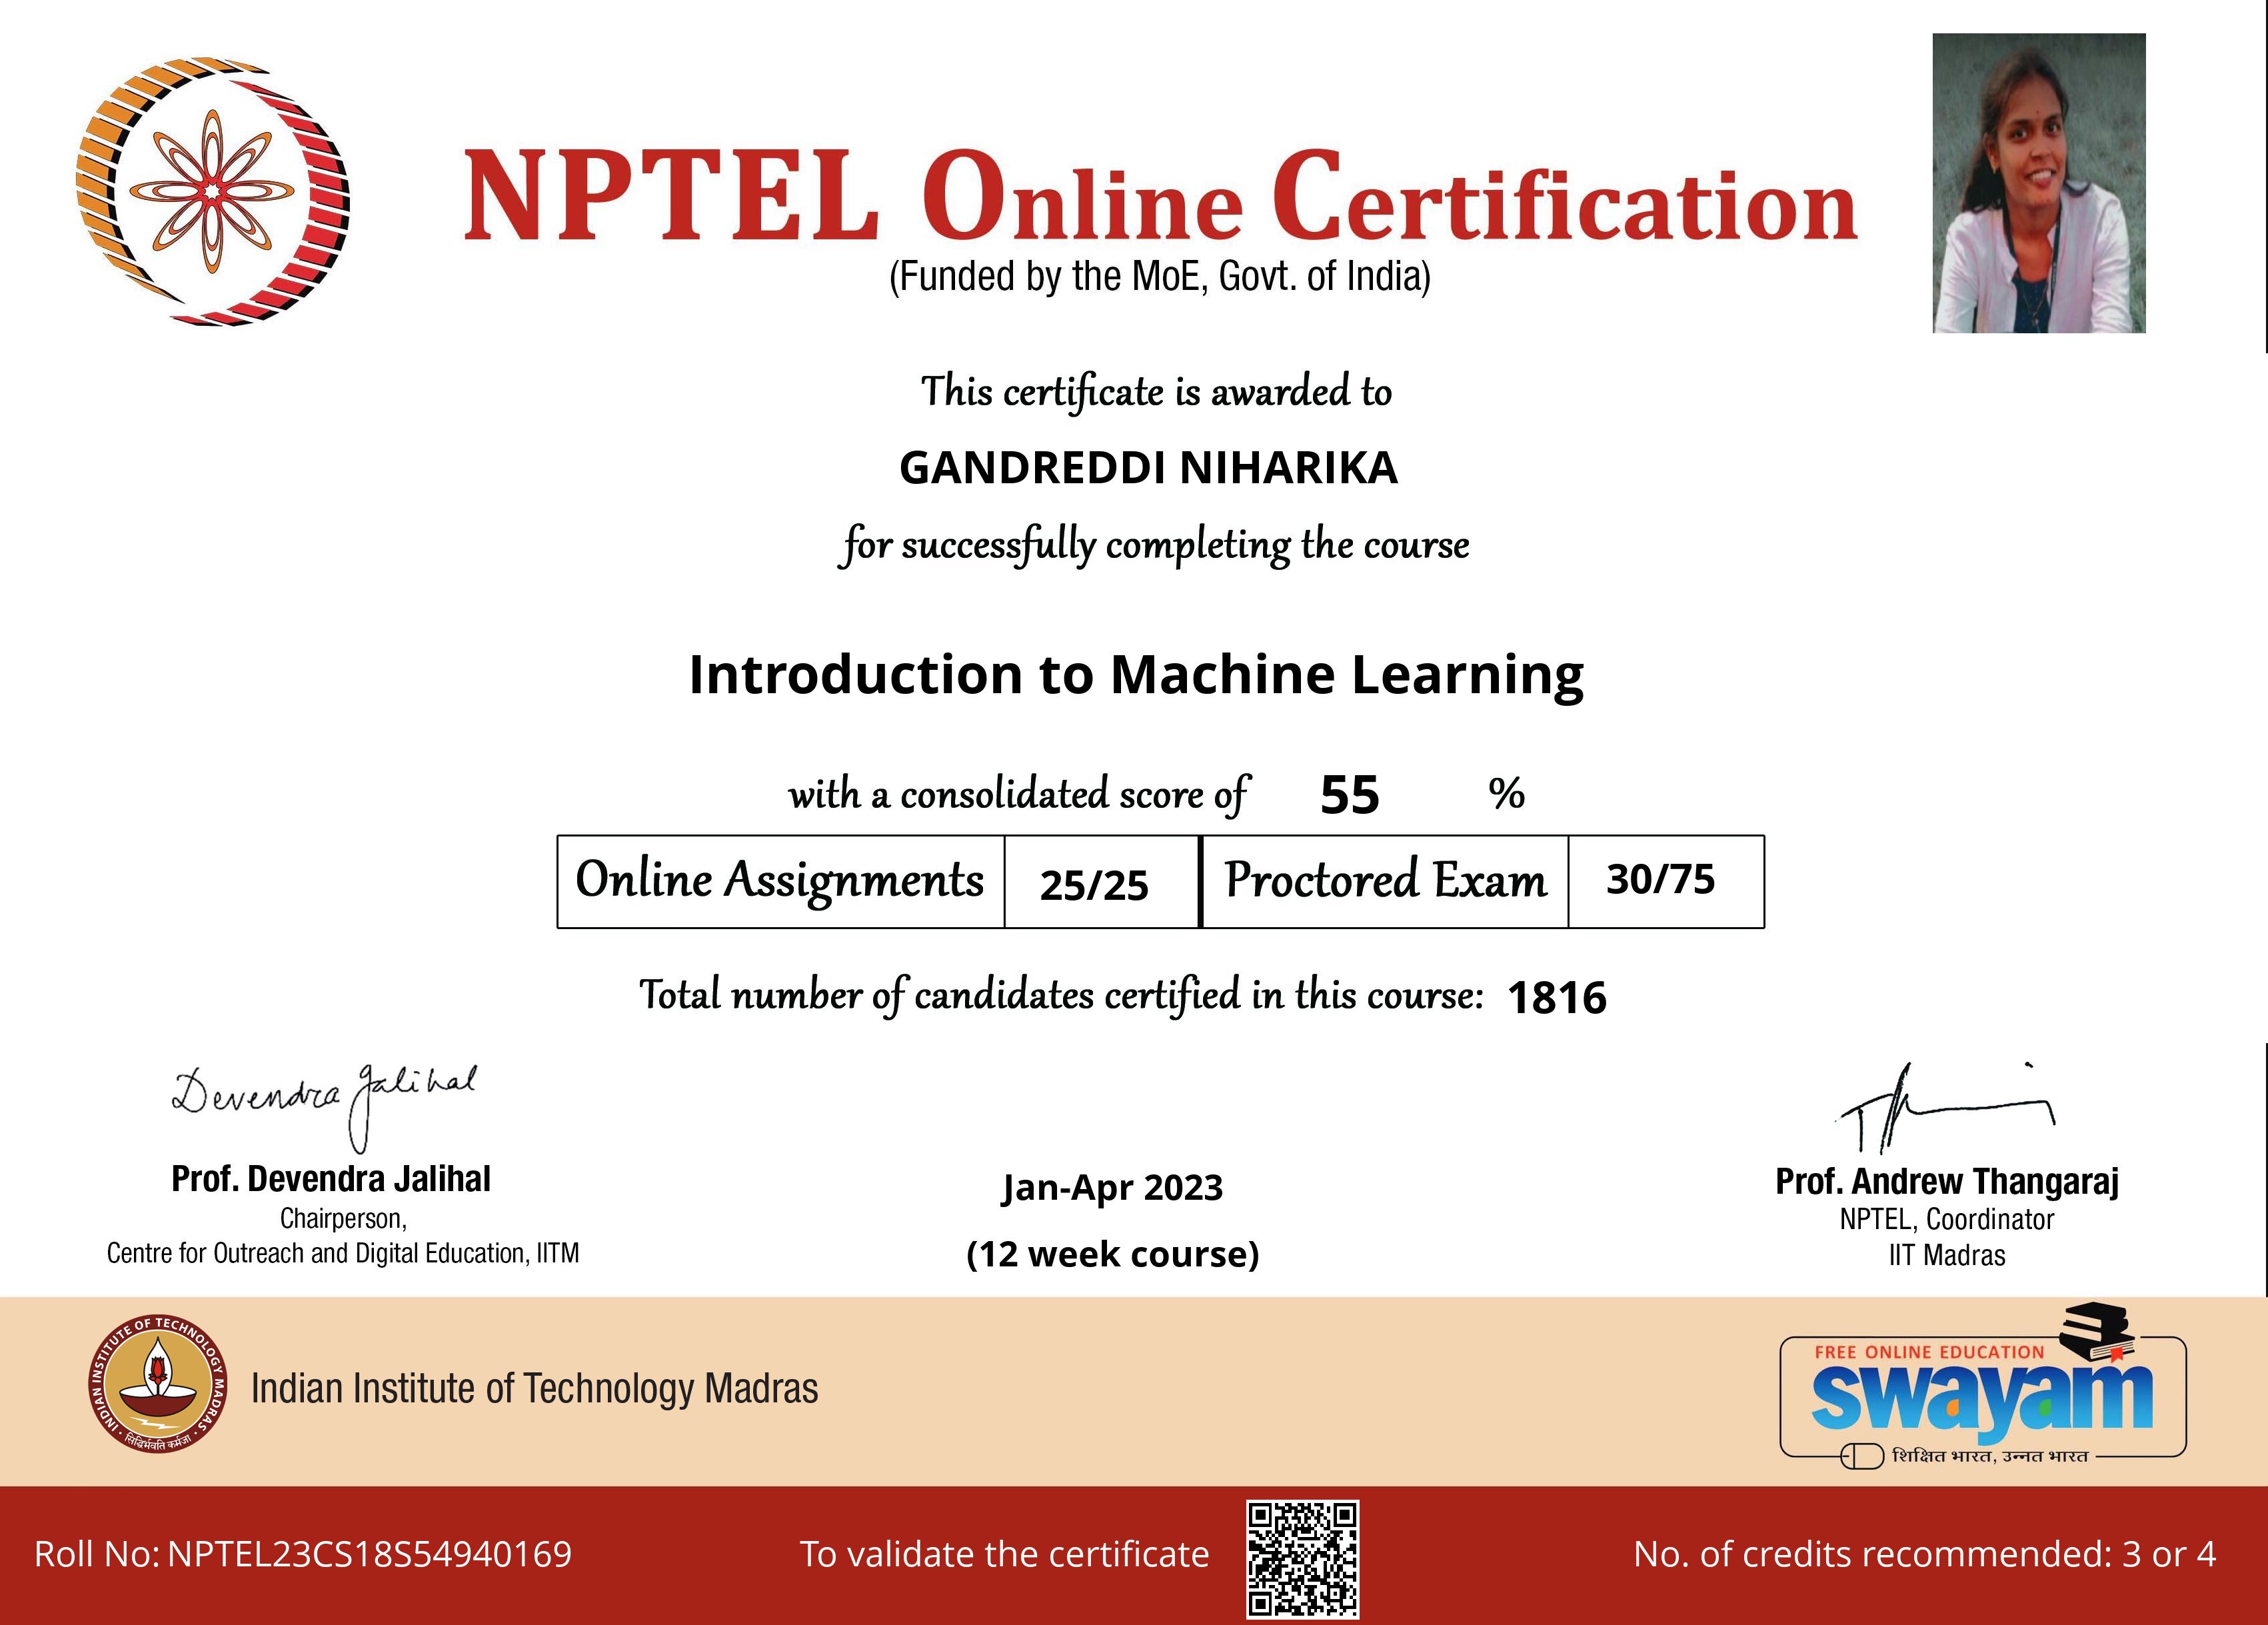 NPTEL Online Certification
(Funded by the MoE, Govt. of India)
This certificate is awarded to
GANDREDDI NIHARIKA
for successfully completing the course
Introduction to Machine Learning
with a consolidated score of 55 %
Online Assignments 25/25 Proctored Exam 30/75
Total number of candidates certified in this course: 1816
Devendra Jalihal
Prof. Devendra Jalihal
Chairperson,
Centre for Outreach and Digital Education, IITM
Jan-Apr 2023
(12 week course)
Prof. Andrew Thangaraj
NPTEL, Coordinator
IIT Madras
INDIAN INSTITUTE OF TECHNOLOGY MADRAS
सिद्धिर्भवति कर्मजा
Indian Institute of Technology Madras
FREE ONLINE EDUCATION
swayam
शिक्षित भारत, उन्नत भारत
Roll No: NPTEL23CS18S54940169
To validate the certificate
No. of credits recommended: 3 or 4